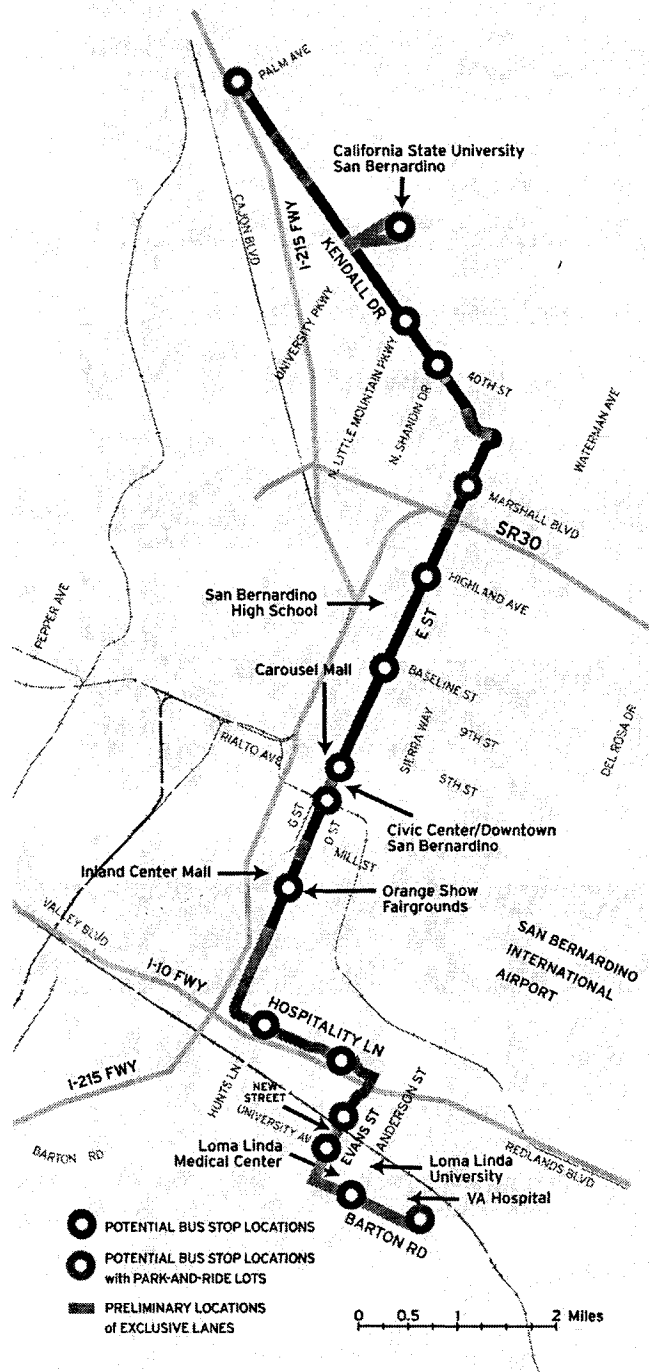 PALM AVE
California State University
San Bernardino
CAJON BLVD
I-215 FWY
KENDALL DR
UNIVERSITY PKWY
N. LITTLE MOUNTAIN PKWY
N. SHANDIN DR
40TH ST
WATERMAN AVE
MARSHALL BLVD
SR30
San Bernardino
High School
HIGHLAND AVE
E ST
PEPPER AVE
Carousel Mall
BASELINE ST
SIERRA WAY
9TH ST
5TH ST
DEL ROSA DR
RIALTO AVE
G ST
D ST
MILL ST
Civic Center/Downtown
San Bernardino
Inland Center Mall
Orange Show
Fairgrounds
VALLEY BLVD
I-10 FWY
SAN BERNARDINO
INTERNATIONAL
AIRPORT
HOSPITALITY LN
I-215 FWY
HUNTS LN
NEW
STREET
UNIVERSITY AV
EVANS ST
ANDERSON ST
BARTON RD
REDLANDS BLVD
Loma Linda
Medical Center
Loma Linda
University
VA Hospital
BARTON RD
POTENTIAL BUS STOP LOCATIONS
POTENTIAL BUS STOP LOCATIONS
with PARK-AND-RIDE LOTS
PRELIMINARY LOCATIONS
of EXCLUSIVE LANES
0 0.5 1 2 Miles